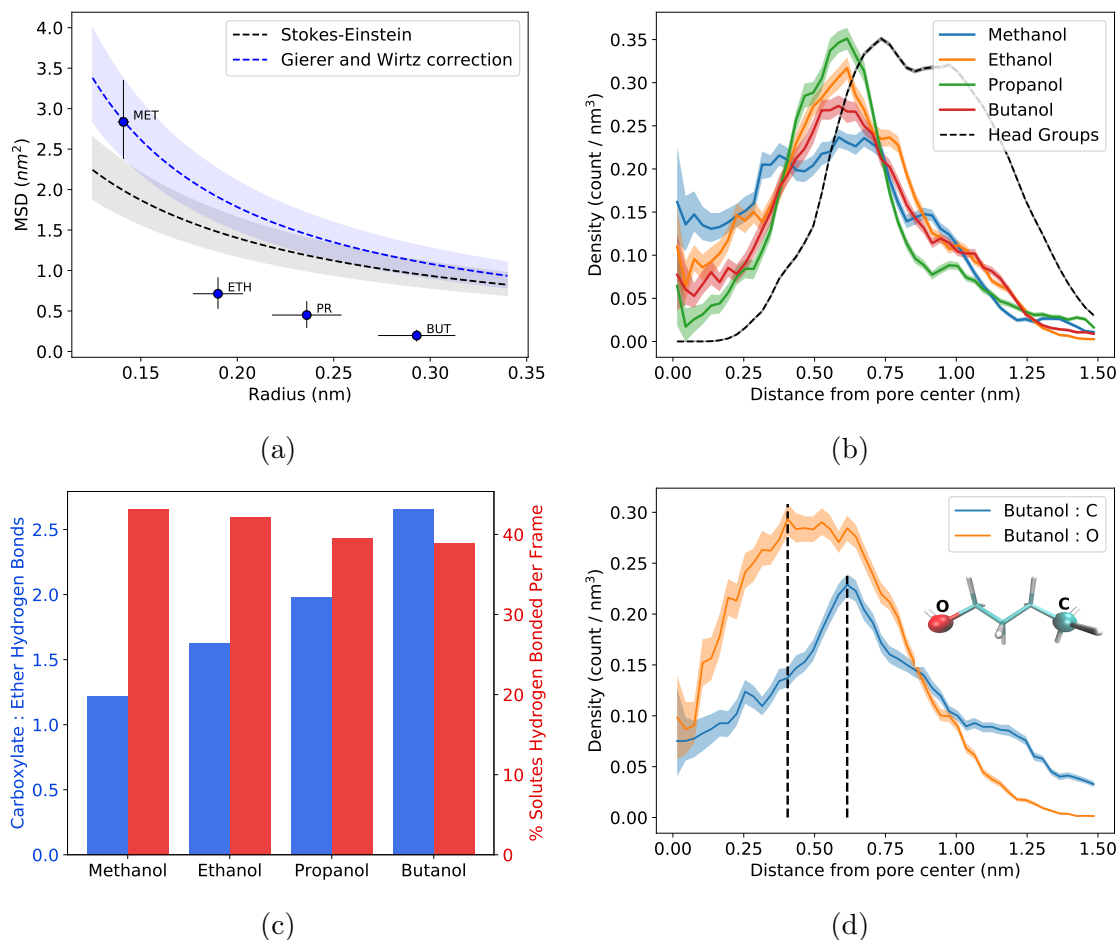 4.0
3.5
3.0
2.5
2.0
1.5
1.0
0.5
0.0
MSD (nm²)
Stokes-Einstein
Gierer and Wirtz correction
MET
ETH
PR
BUT
0.15 0.20 0.25 0.30 0.35
Radius (nm)
(a)
0.35
0.30
0.25
0.20
0.15
0.10
0.05
0.00
Density (count / nm³)
Methanol
Ethanol
Propanol
Butanol
Head Groups
0.00 0.25 0.50 0.75 1.00 1.25 1.50
Distance from pore center (nm)
(b)
2.5
2.0
1.5
1.0
0.5
0.0
Carboxylate : Ether Hydrogen Bonds
40
30
20
10
0
% Solutes Hydrogen Bonded Per Frame
Methanol Ethanol Propanol Butanol
(c)
0.30
0.25
0.20
0.15
0.10
0.05
0.00
Density (count / nm³)
Butanol : C
Butanol : O
O
C
0.00 0.25 0.50 0.75 1.00 1.25 1.50
Distance from pore center (nm)
(d)